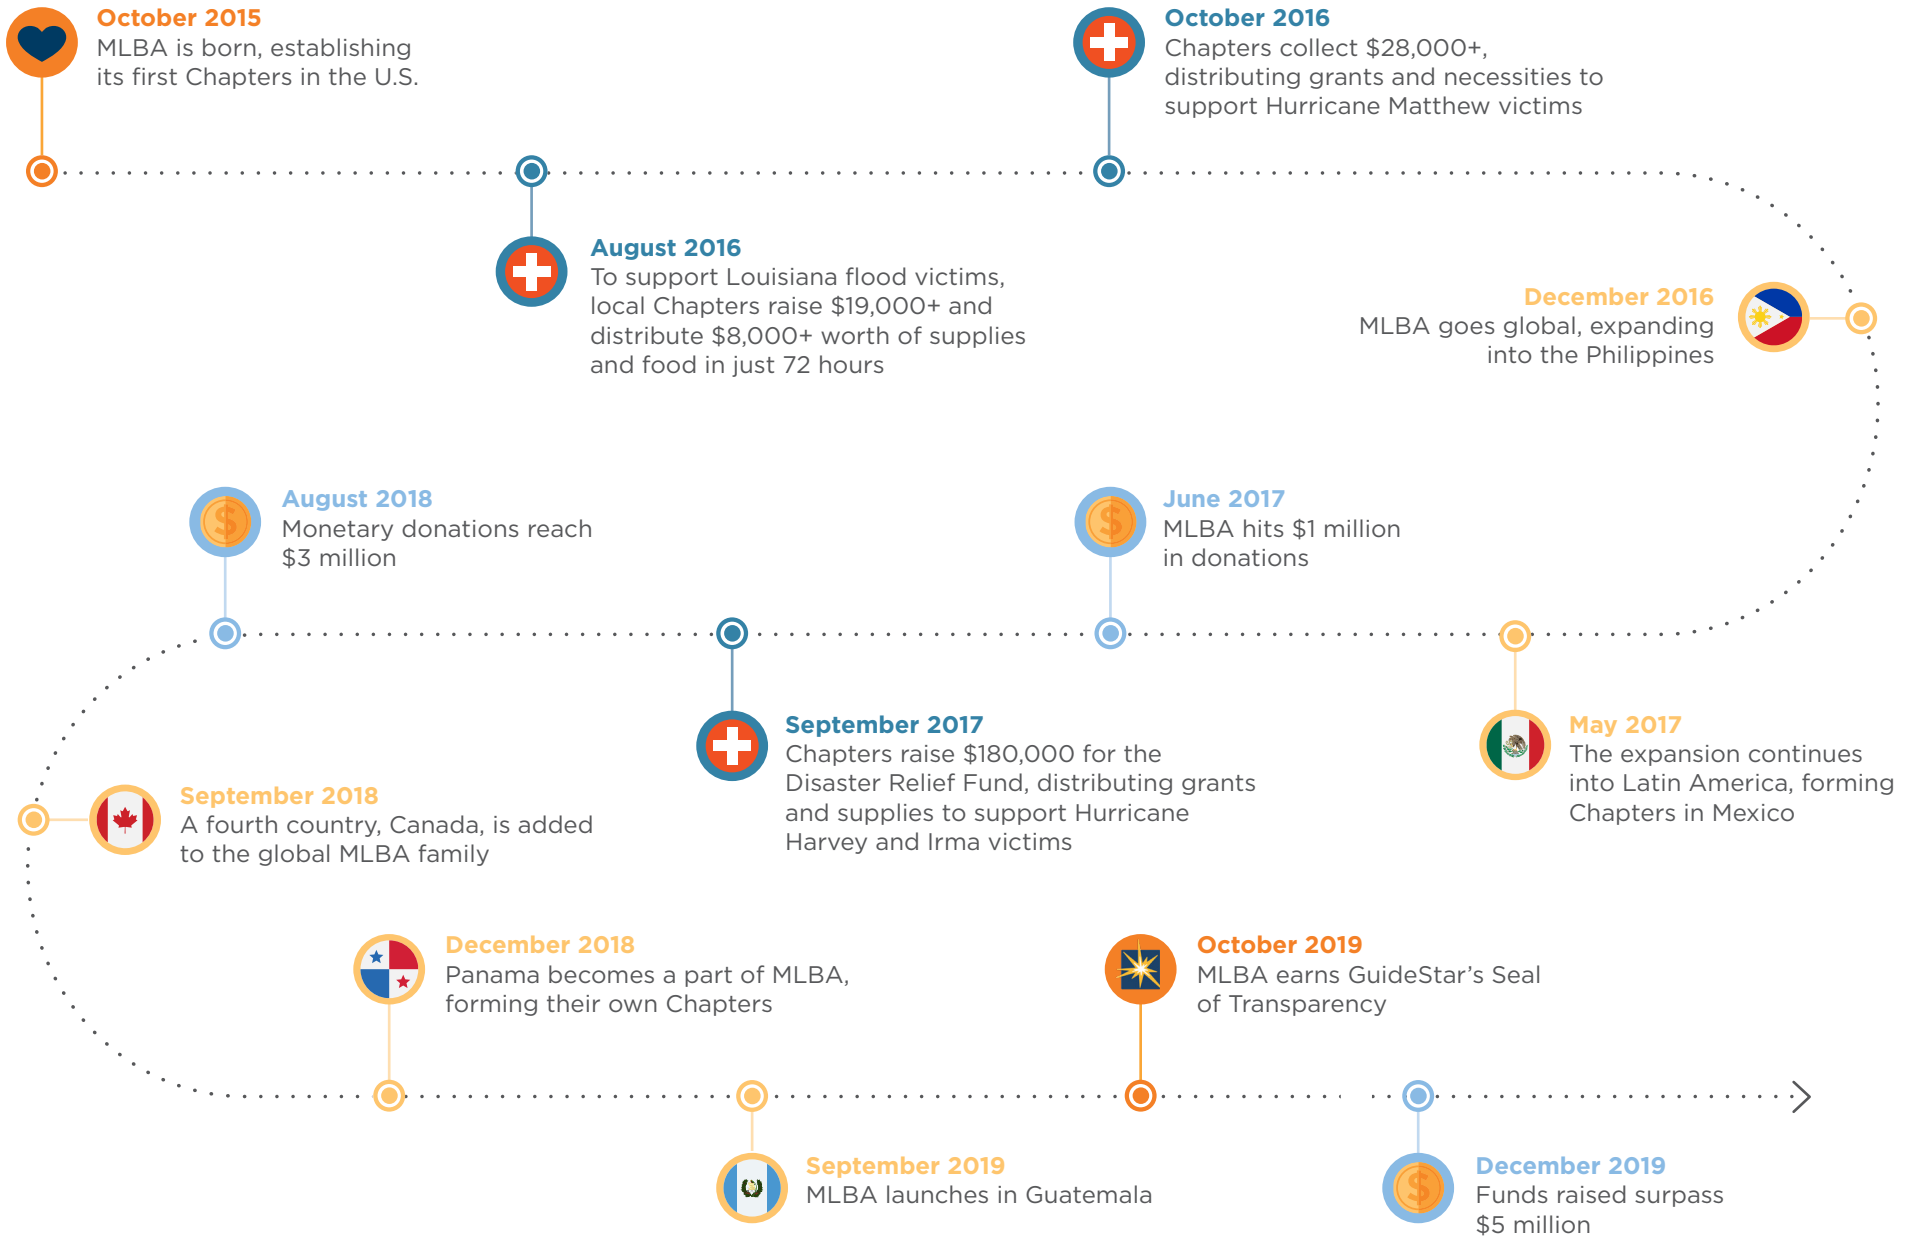 October 2015
MLBA is born, establishing
its first Chapters in the U.S.
August 2016
To support Louisiana flood victims,
local Chapters raise $19,000+ and
distribute $8,000+ worth of supplies
and food in just 72 hours
October 2016
Chapters collect $28,000+,
distributing grants and necessities to
support Hurricane Matthew victims
December 2016
MLBA goes global, expanding
into the Philippines
May 2017
The expansion continues
into Latin America, forming
Chapters in Mexico
June 2017
MLBA hits $1 million
in donations
September 2017
Chapters raise $180,000 for the
Disaster Relief Fund, distributing grants
and supplies to support Hurricane
Harvey and Irma victims
August 2018
Monetary donations reach
$3 million
September 2018
A fourth country, Canada, is added
to the global MLBA family
December 2018
Panama becomes a part of MLBA,
forming their own Chapters
September 2019
MLBA launches in Guatemala
October 2019
MLBA earns GuideStar’s Seal
of Transparency
December 2019
Funds raised surpass
$5 million